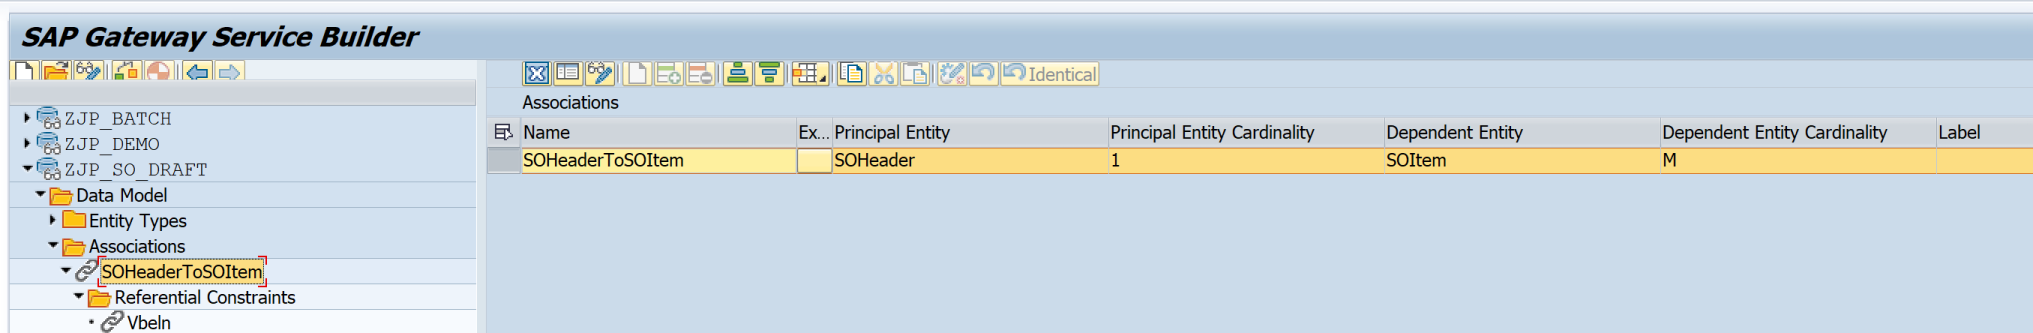 SAP Gateway Service Builder
Identical
Associations
Name Ex... Principal Entity Principal Entity Cardinality Dependent Entity Dependent Entity Cardinality Label
SOHeaderToSOItem SOHeader 1 SOItem M
ZJP_BATCH
ZJP_DEMO
ZJP_SO_DRAFT
Data Model
Entity Types
Associations
SOHeaderToSOItem
Referential Constraints
Vbeln